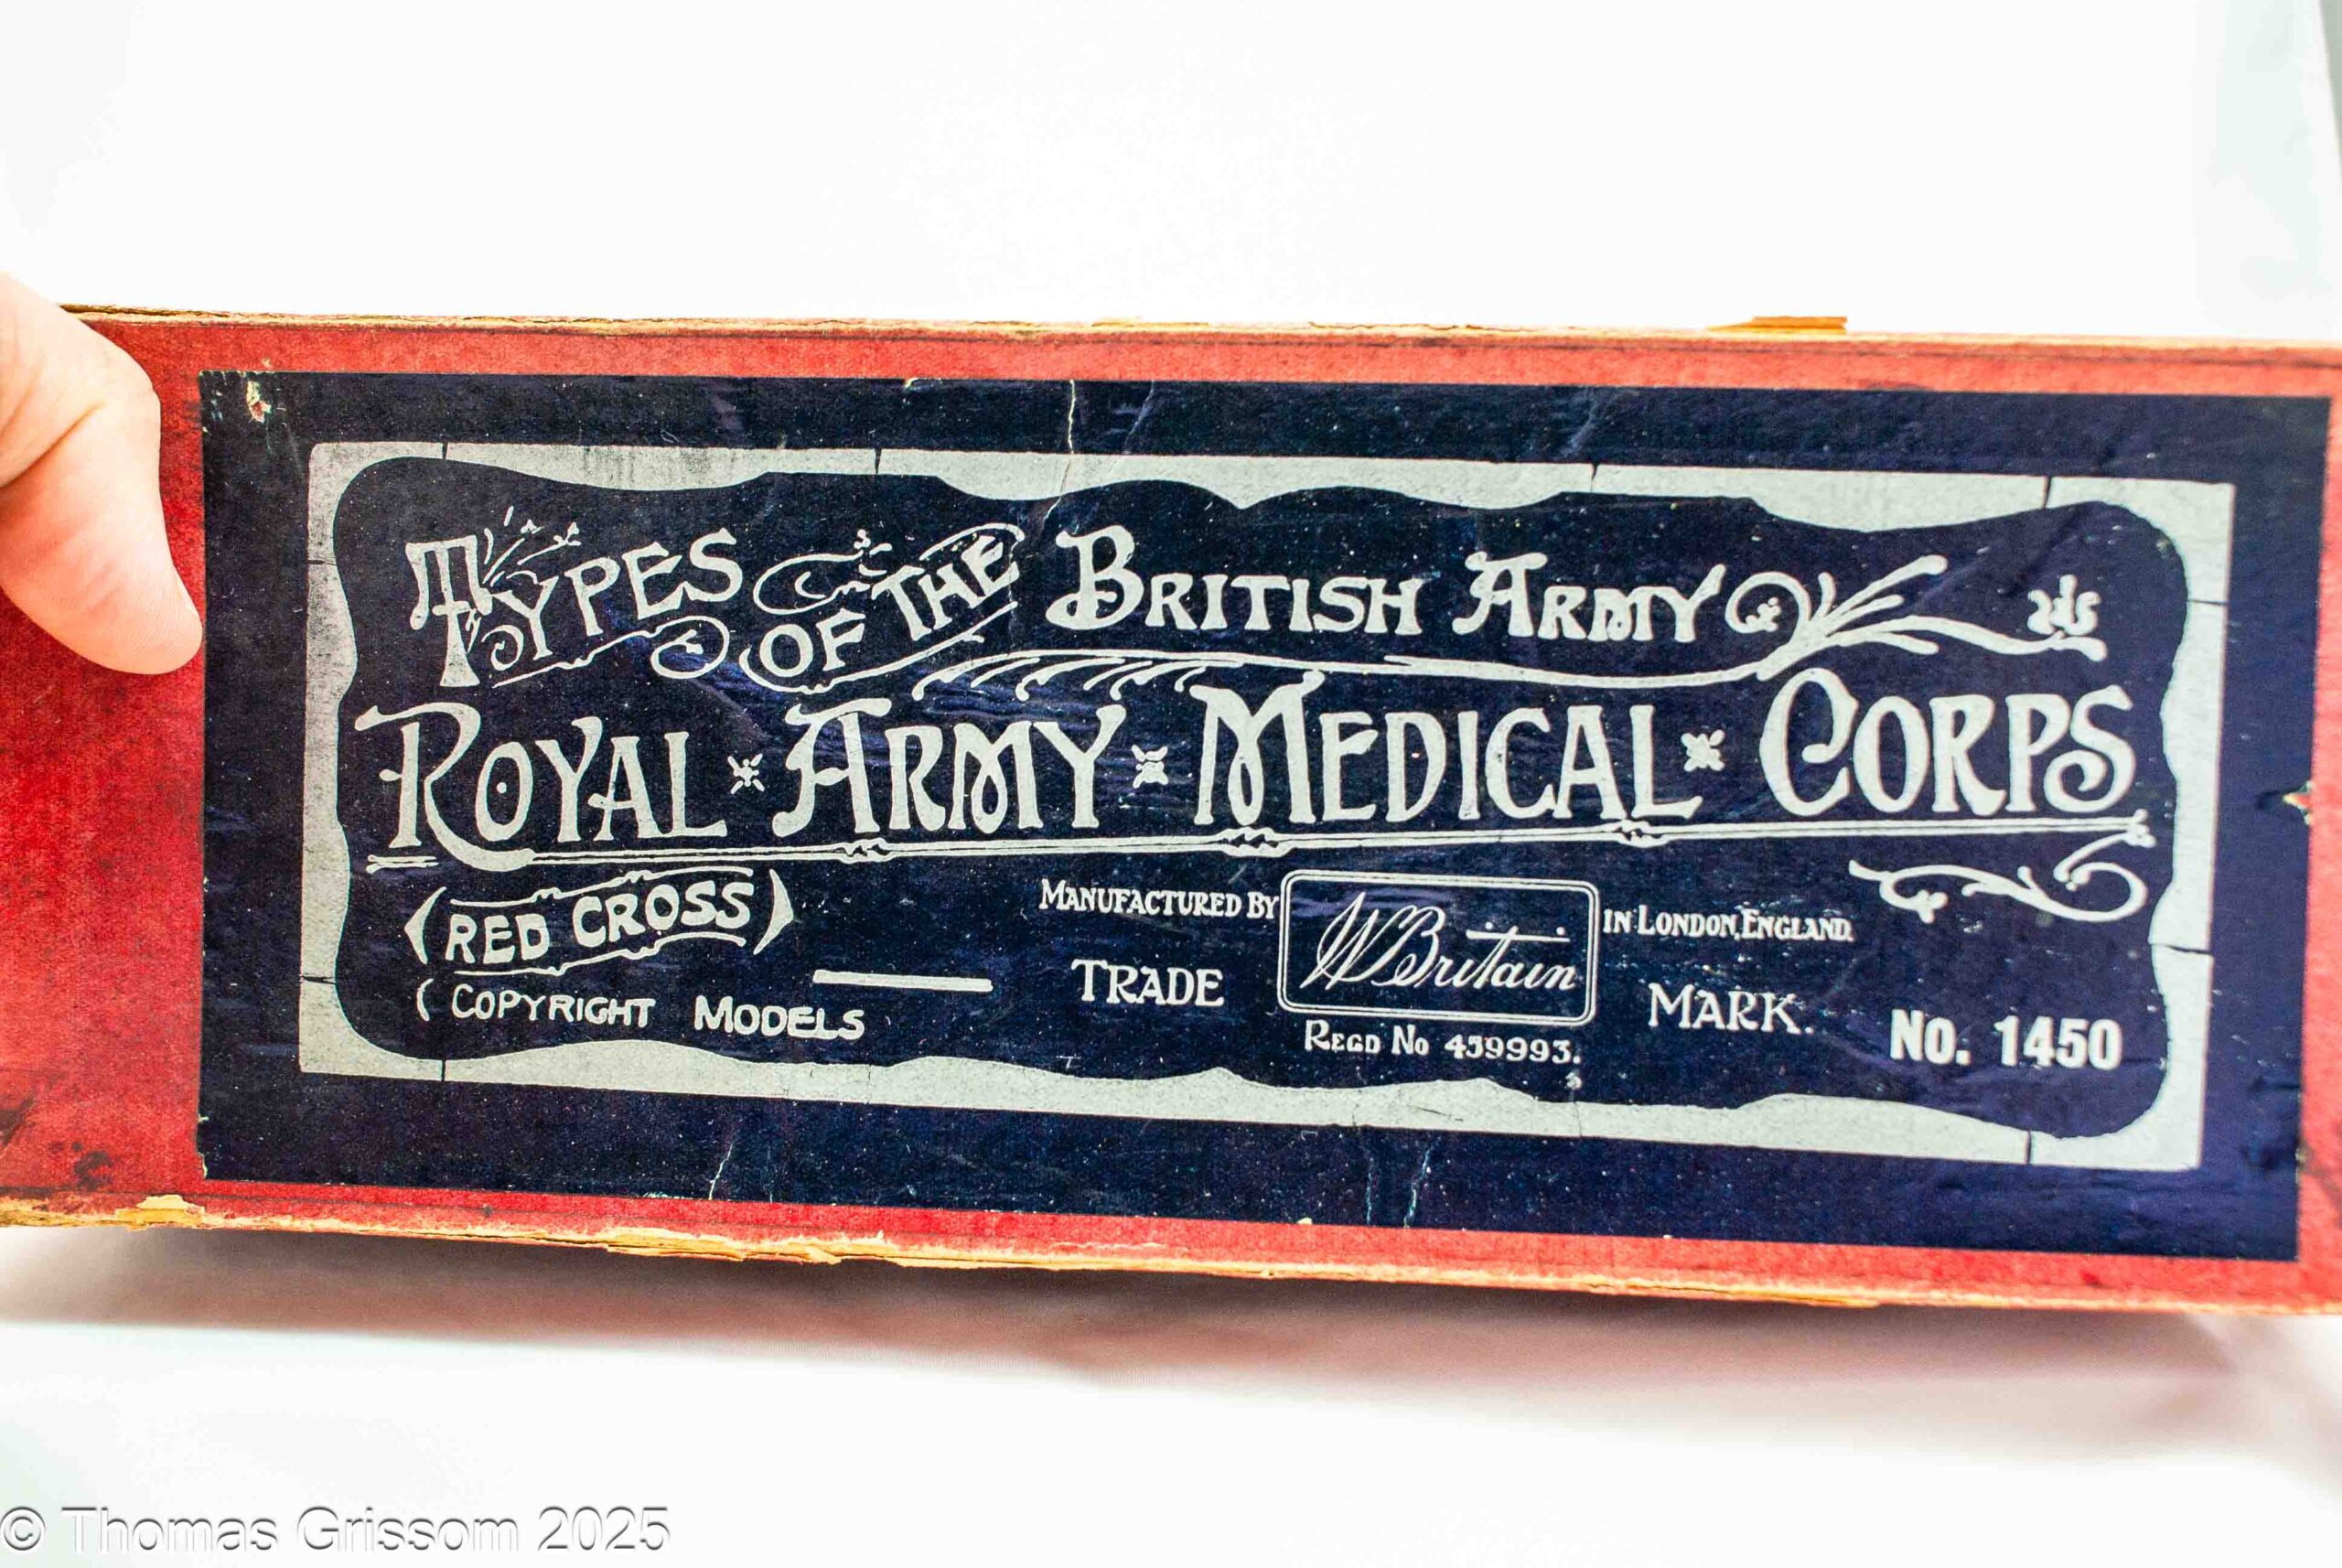 TYPES OF THE BRITISH ARMY
ROYAL ARMY MEDICAL CORPS
(RED CROSS)
(COPYRIGHT MODELS
MANUFACTURED BY W Britain IN LONDON, ENGLAND.
TRADE MARK.
REGD No 459993.
No. 1450
© Thomas Grissom 2025